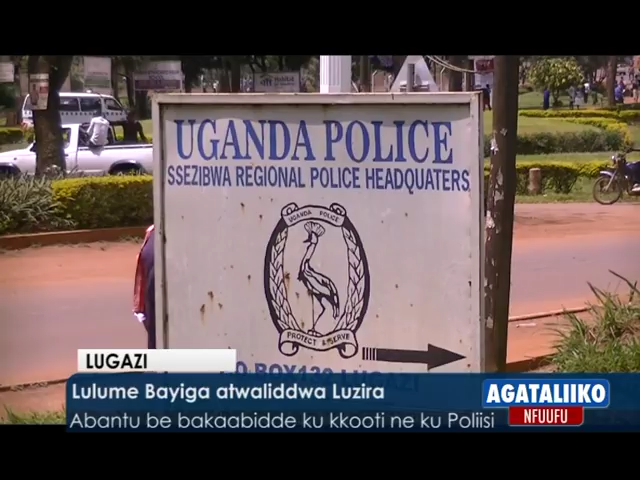 UGANDA POLICE
SSEZIBWA REGIONAL POLICE HEADQUATERS
UGANDA POLICE
PROTECT & SERVE
LUGAZI
LUGAZI
Lulume Bayiga atwaliddwa Luzira
Abantu be bakaabidde ku kkooti ne ku Poliisi
AGATALIIKO
NFUUFU